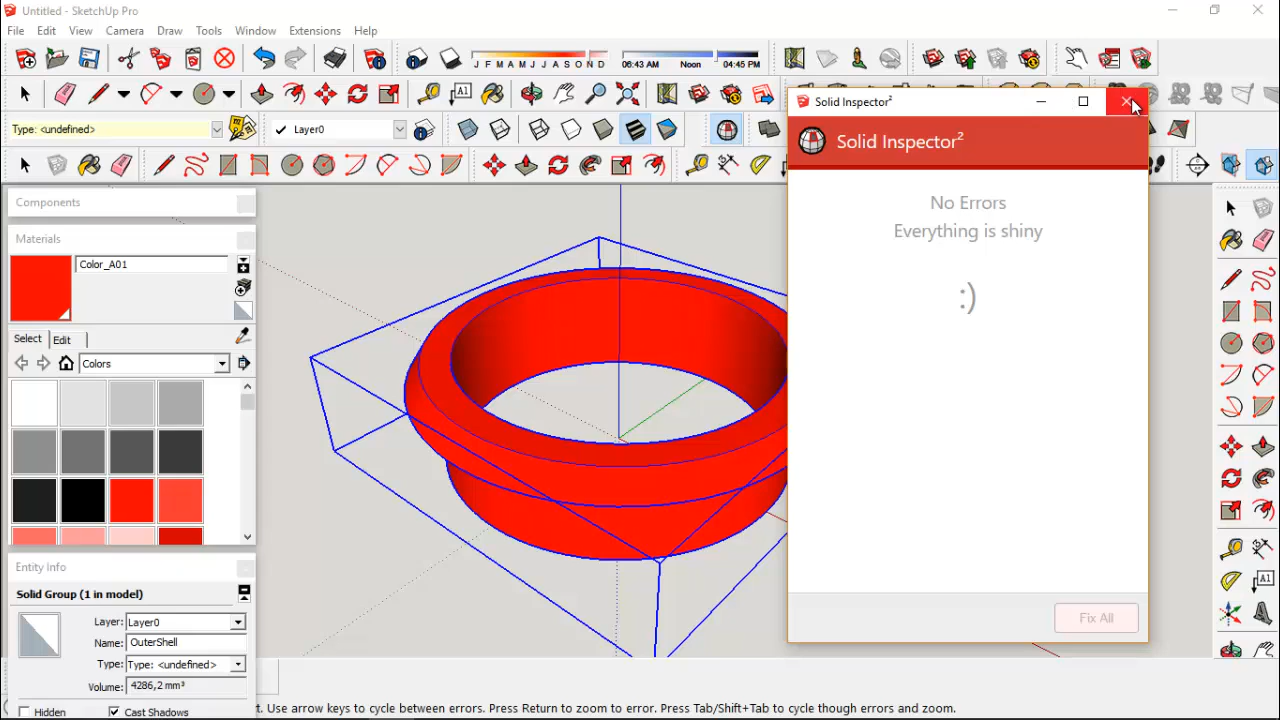 Untitled - SketchUp Pro
File Edit View Camera Draw Tools Window Extensions Help
J F M A M J J A S O N D
06:43 AM Noon 04:45 PM
Type: <undefined>
Layer0
Solid Inspector²
Solid Inspector²
No Errors
Everything is shiny
:)
Fix All
Components
Materials
Color_A01
Select Edit
Colors
Entity Info
Solid Group (1 in model)
Layer: Layer0
Name: OuterShell
Type: Type: <undefined>
Volume: 4286,2 mm³
Hidden Cast Shadows
t. Use arrow keys to cycle between errors. Press Return to zoom to error. Press Tab/Shift+Tab to cycle though errors and zoom.